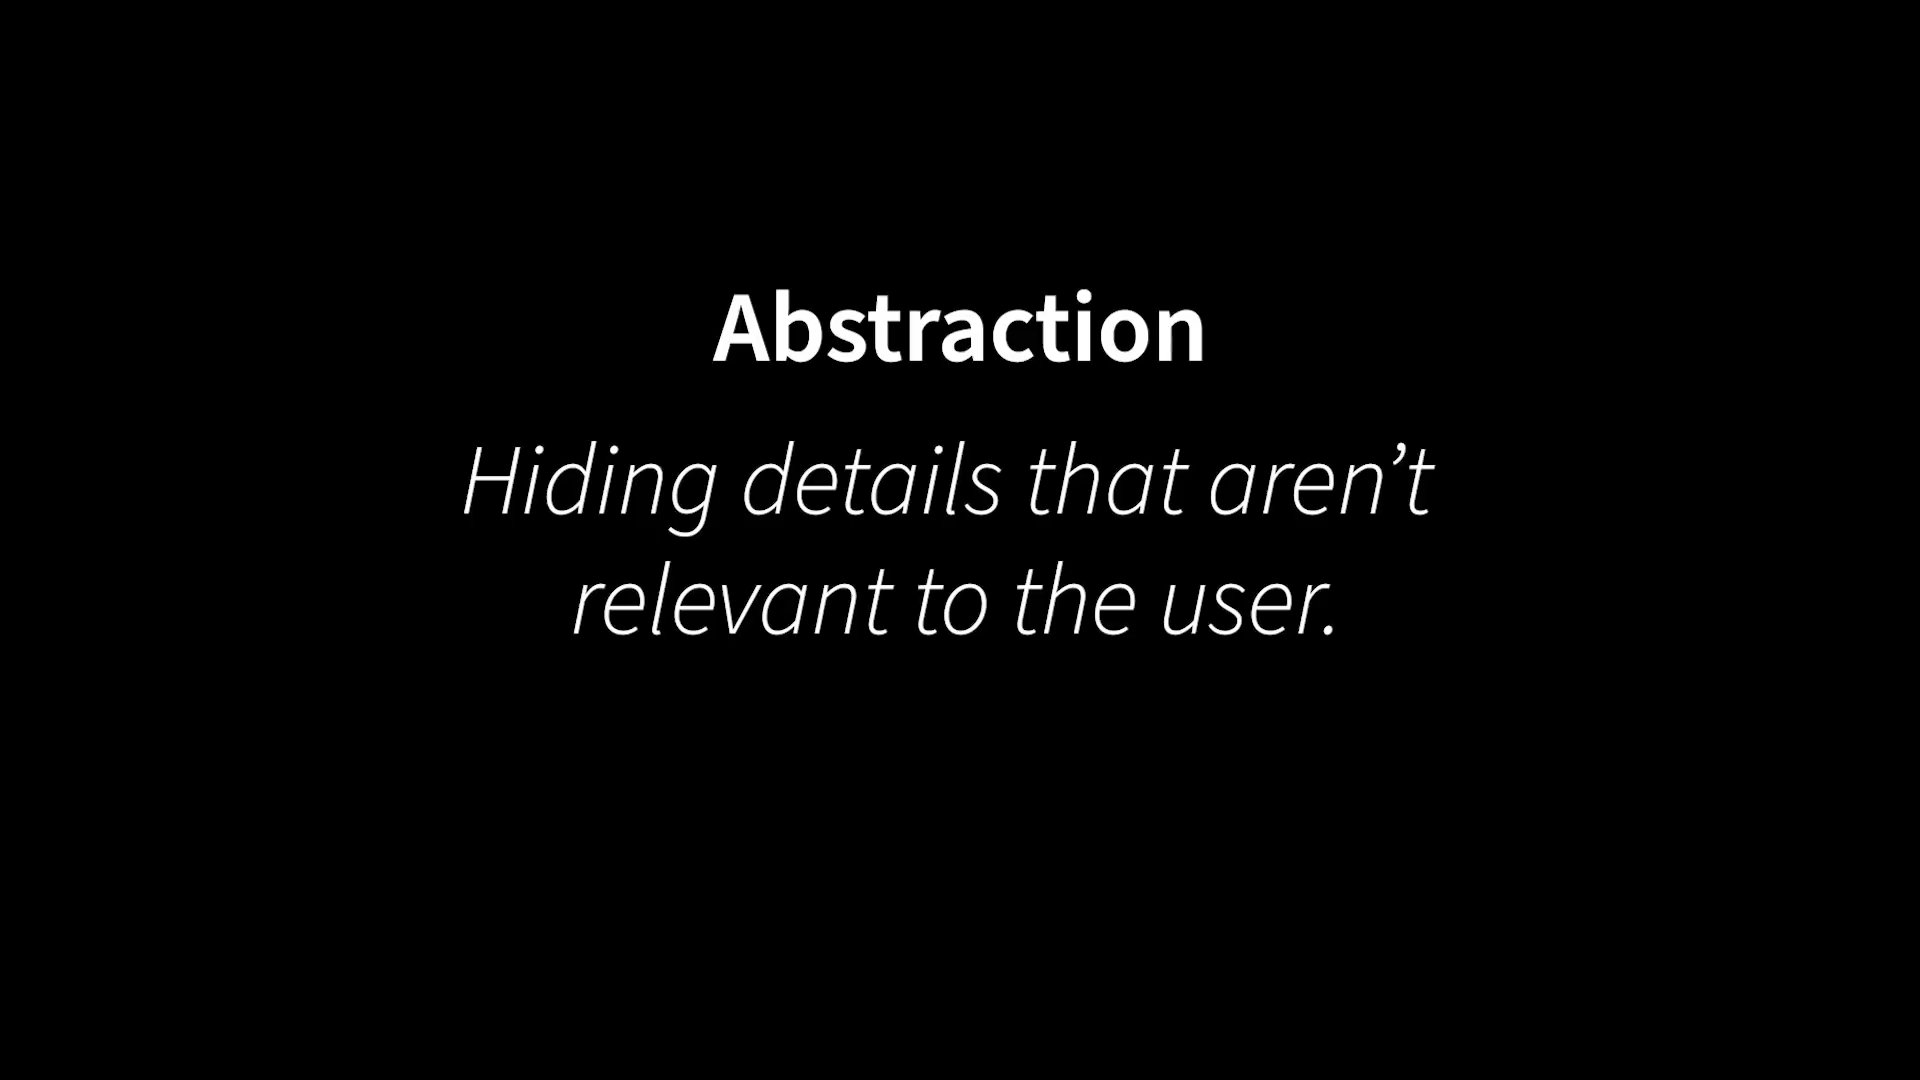 Abstraction
Hiding details that aren’t
relevant to the user.